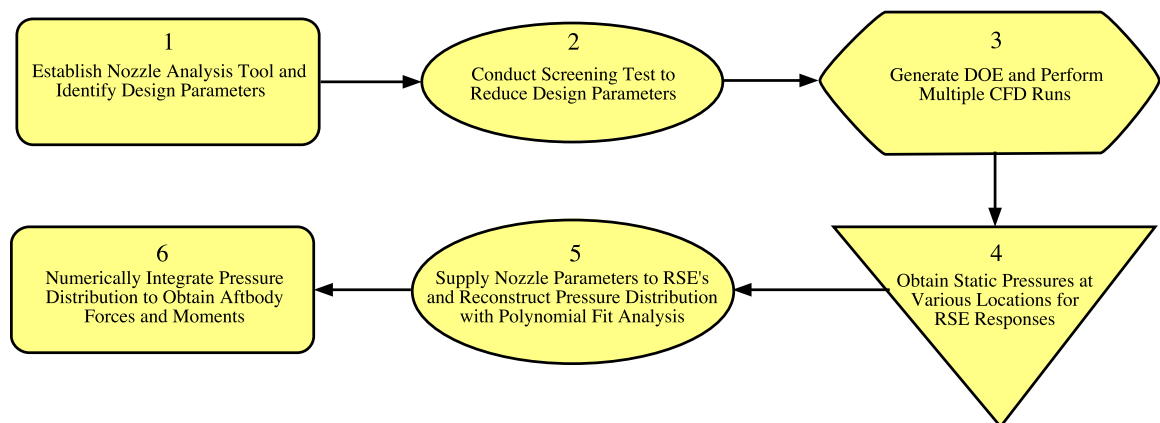 1
Establish Nozzle Analysis Tool and
Identify Design Parameters
2
Conduct Screening Test to
Reduce Design Parameters
3
Generate DOE and Perform
Multiple CFD Runs
4
Obtain Static Pressures at
Various Locations for
RSE Responses
5
Supply Nozzle Parameters to RSE's
and Reconstruct Pressure Distribution
with Polynomial Fit Analysis
6
Numerically Integrate Pressure
Distribution to Obtain Aftbody
Forces and Moments